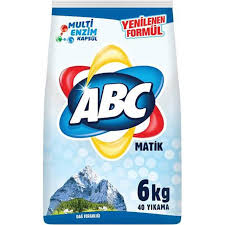 MULTİ
ENZİM
KAPSÜL
YENİLENEN
FORMÜL
ABC
MATİK
6kg
40 YIKAMA
DAĞ FERAHLIĞI